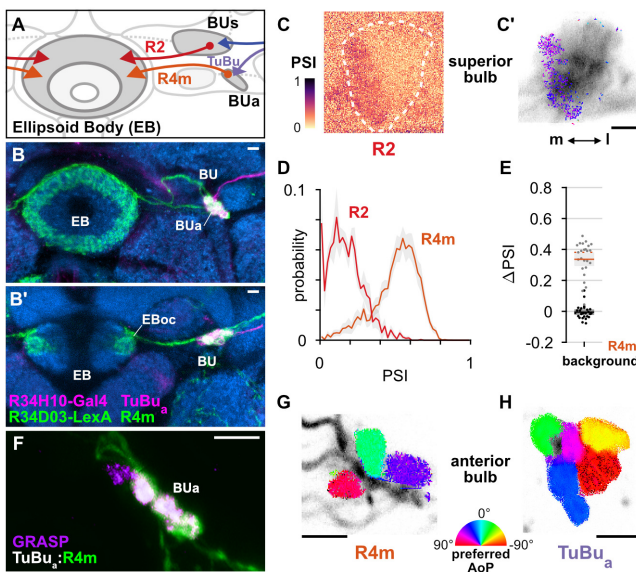 A
BUs
R2
TuBu
R4m
BUa
Ellipsoid Body (EB)
B
BU
EB
BUa
B'
EBoc
EB
BU
R34H10-Gal4 TuBua
R34D03-LexA R4m
F
BUa
GRASP
TuBua:R4m
C
PSI
1
0
R2
superior bulb
C'
m l
D
0.1
probability
0
R2
R4m
0 1
PSI
E
ΔPSI
0.8
0.6
0.4
0.2
0
-0.2
R4m
background
G
R4m
anterior bulb
0°
90° -90°
preferred AoP
H
TuBua